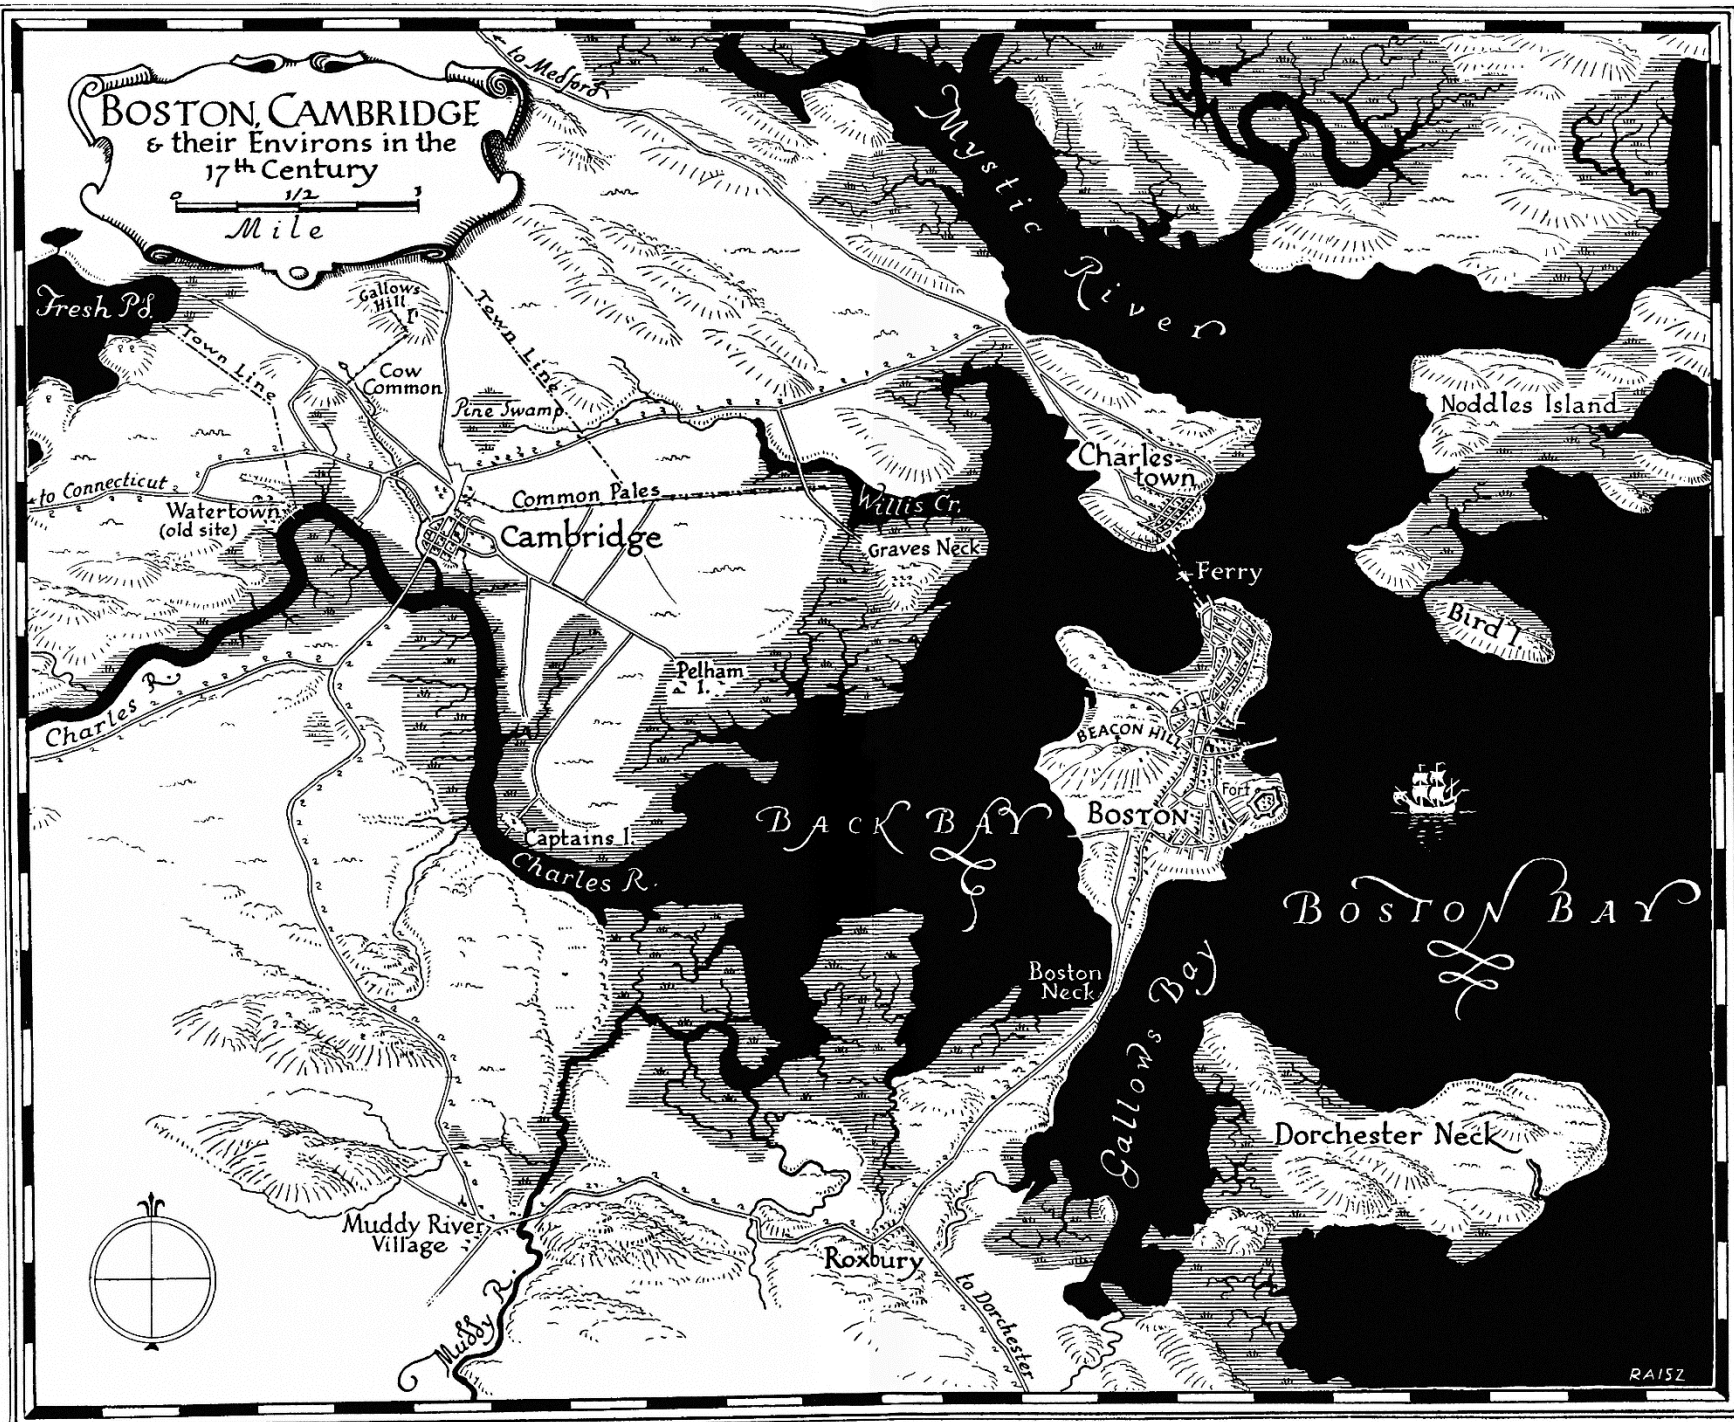 BOSTON, CAMBRIDGE
& their Environs in the
17th Century
0 1/2 1
Mile
to Medford
Mystic River
Fresh Pd.
Gallows
Hill
Town Line
Town Line
Cow
Common
Pine Swamp
to Connecticut
Watertown
(old site)
Common Pales
Cambridge
Willis Cr.
Graves Neck
Charles-
town
Noddles Island
Ferry
Bird I.
Pelham
I.
Charles R.
BEACON HILL
Fort
BOSTON
BACK BAY
Captains I.
Charles R.
BOSTON BAY
Boston
Neck
Gallows Bay
Dorchester Neck
Muddy River
Village
Roxbury
to Dorchester
Muddy R.
RA152